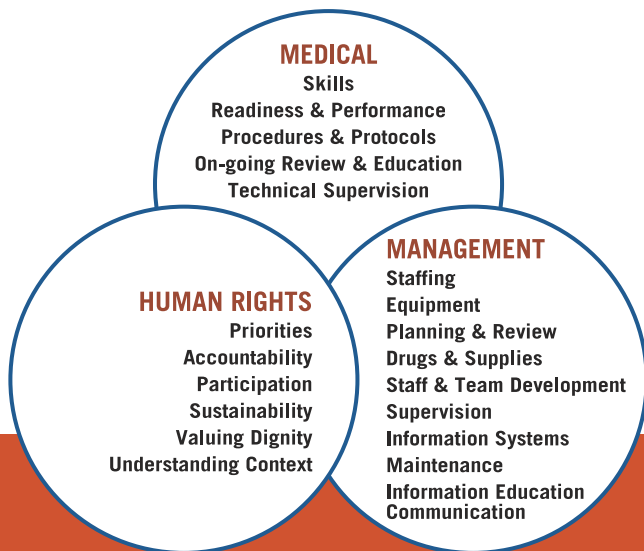 MEDICAL
Skills
Readiness & Performance
Procedures & Protocols
On-going Review & Education
Technical Supervision
HUMAN RIGHTS
Priorities
Accountability
Participation
Sustainability
Valuing Dignity
Understanding Context
MANAGEMENT
Staffing
Equipment
Planning & Review
Drugs & Supplies
Staff & Team Development
Supervision
Information Systems
Maintenance
Information Education
Communication